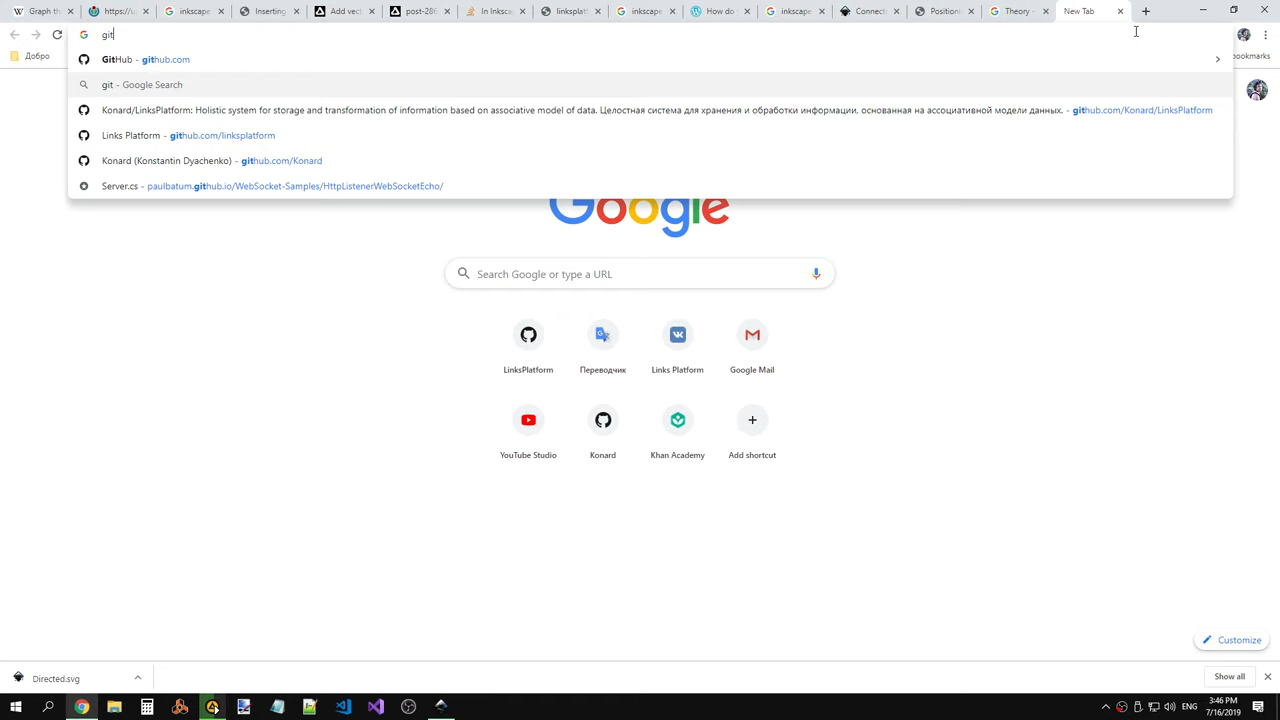 Graph th
https://su
inkscape
Inserting
Add vect
post-286
In Inksca
linksplatf
inkscape
How do
inkscape
Connect
Position
Theory -
New Tab
git
Добро
bookmarks
GitHub - github.com
git - Google Search
Konard/LinksPlatform: Holistic system for storage and transformation of information based on associative model of data. Целостная система для хранения и обработки информации, основанная на ассоциативной модели данных. - github.com/Konard/LinksPlatform
Links Platform - github.com/linksplatform
Konard (Konstantin Dyachenko) - github.com/Konard
Server.cs - paulbatum.github.io/WebSocket-Samples/HttpListenerWebSocketEcho/
Google
Search Google or type a URL
LinksPlatform
Переводчик
Links Platform
Google Mail
YouTube Studio
Konard
Khan Academy
Add shortcut
Customize
Directed.svg
Show all
ENG
3:46 PM
7/16/2019